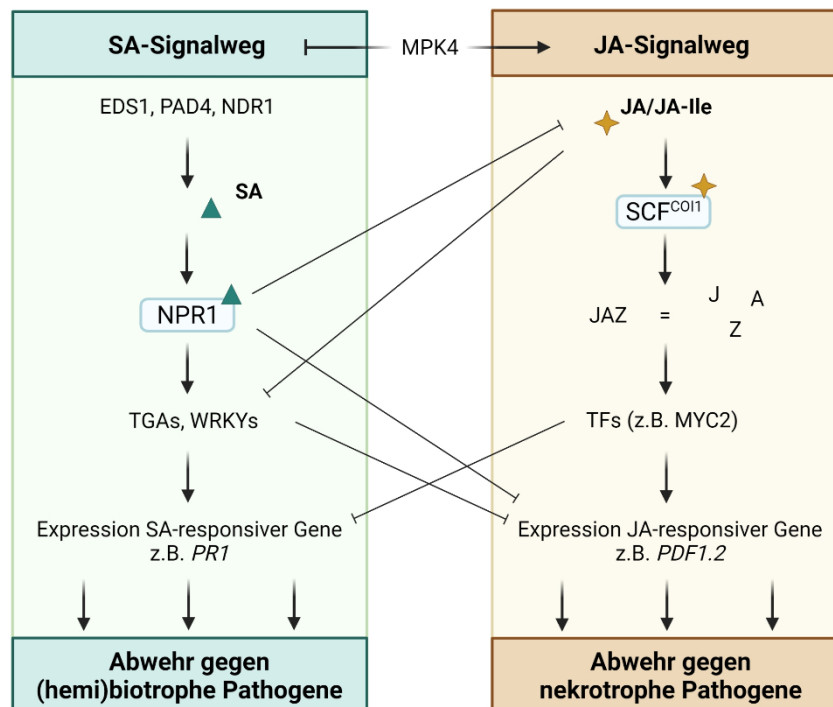 SA-Signalweg
MPK4
JA-Signalweg
EDS1, PAD4, NDR1
SA
NPR1
TGAs, WRKYs
Expression SA-responsiver Gene
z.B. PR1
Abwehr gegen
(hemi)biotrophe Pathogene
JA/JA-Ile
SCF^COI1
JAZ = J A Z
TFs (z.B. MYC2)
Expression JA-responsiver Gene
z.B. PDF1.2
Abwehr gegen
nekrotrophe Pathogene